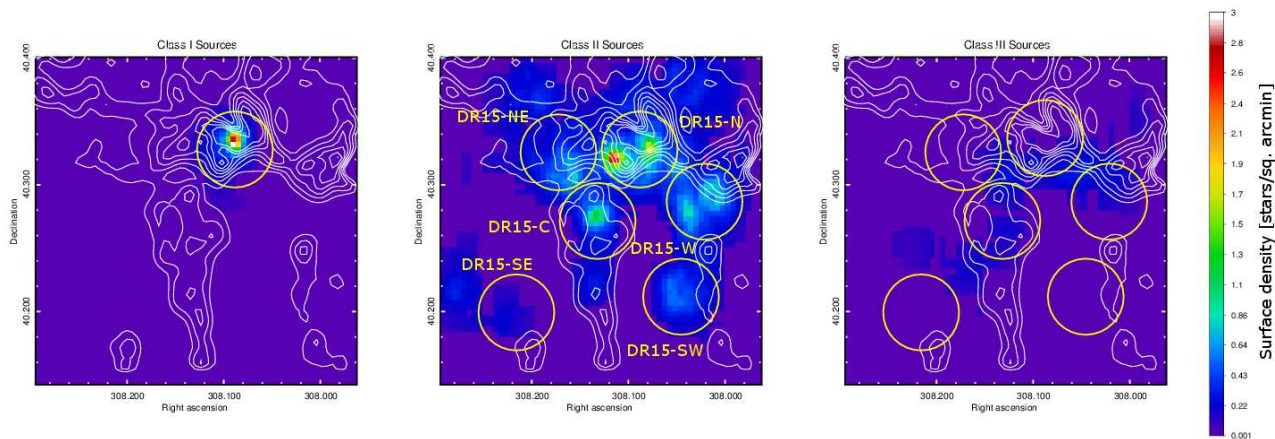 Class I Sources
Class II Sources
Class III Sources
40.400
40.300
40.200
Declination
308.200
308.100
308.000
Right ascension
40.400
40.300
40.200
Declination
DR15-NE
DR15-N
DR15-C
DR15-W
DR15-SE
DR15-SW
308.200
308.100
308.000
Right ascension
40.400
40.300
40.200
Declination
308.200
308.100
308.000
Right ascension
3
2.8
2.6
2.4
2.1
1.9
1.7
1.5
1.3
1.1
0.86
0.64
0.43
0.22
0.001
Surface density [stars/sq. arcmin]